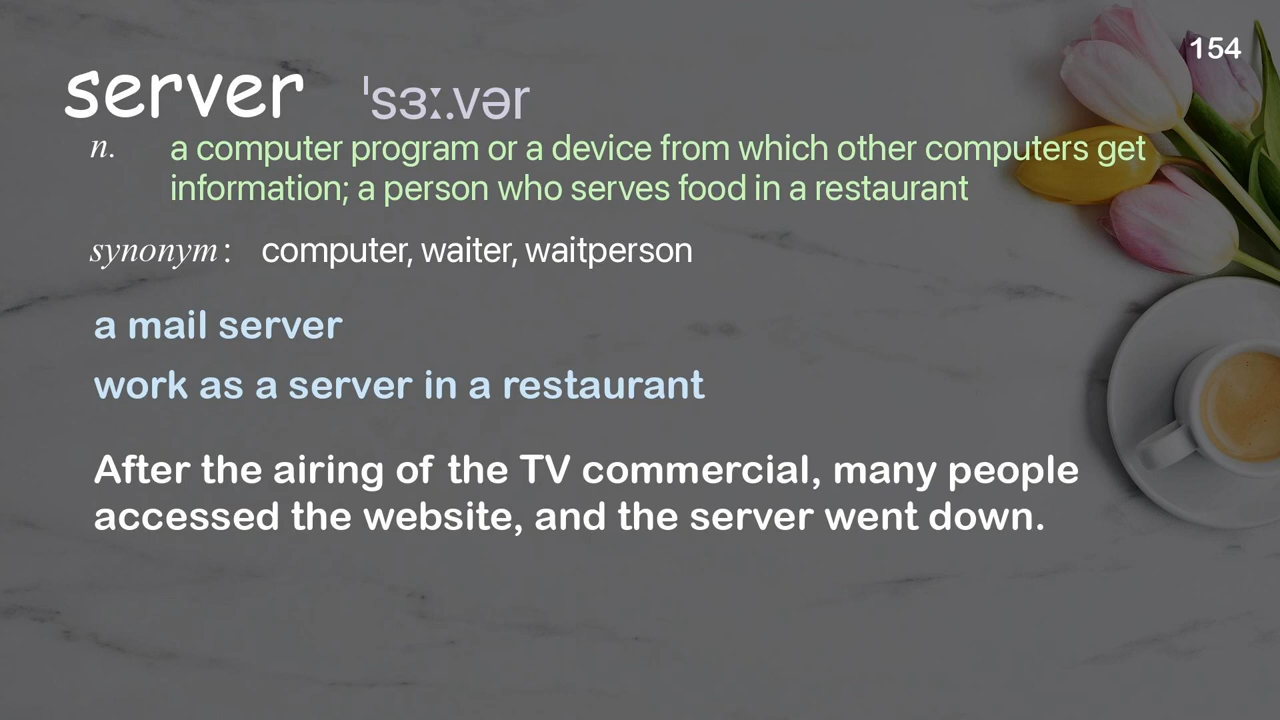 154
server ˈsɜː.vər
n. a computer program or a device from which other computers get
information; a person who serves food in a restaurant
synonym: computer, waiter, waitperson
a mail server
work as a server in a restaurant
After the airing of the TV commercial, many people
accessed the website, and the server went down.